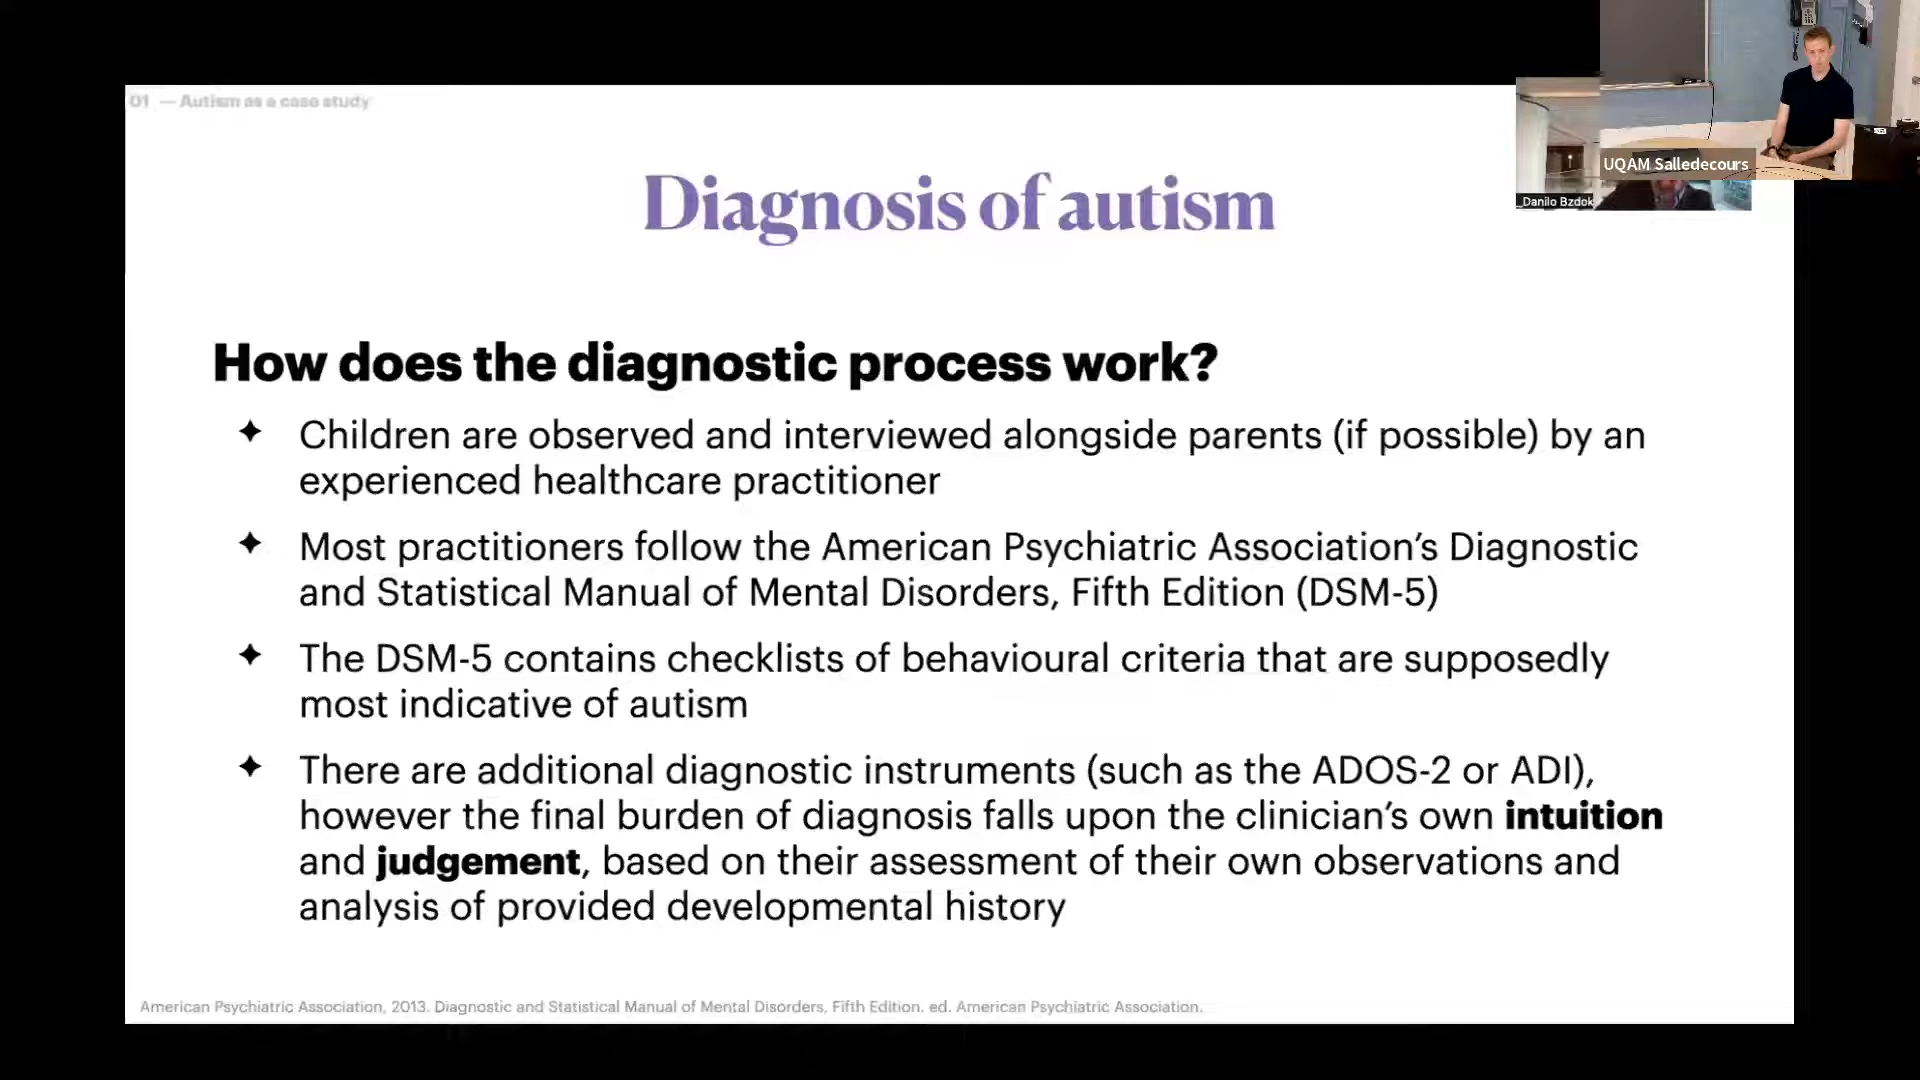 01 — Autism as a case study
Diagnosis of autism
UQAM Salledecours
Danilo Bzdok
How does the diagnostic process work?
✦ Children are observed and interviewed alongside parents (if possible) by an
experienced healthcare practitioner
✦ Most practitioners follow the American Psychiatric Association’s Diagnostic
and Statistical Manual of Mental Disorders, Fifth Edition (DSM-5)
✦ The DSM-5 contains checklists of behavioural criteria that are supposedly
most indicative of autism
✦ There are additional diagnostic instruments (such as the ADOS-2 or ADI),
however the final burden of diagnosis falls upon the clinician’s own intuition
and judgement, based on their assessment of their own observations and
analysis of provided developmental history
American Psychiatric Association, 2013. Diagnostic and Statistical Manual of Mental Disorders, Fifth Edition. ed. American Psychiatric Association.